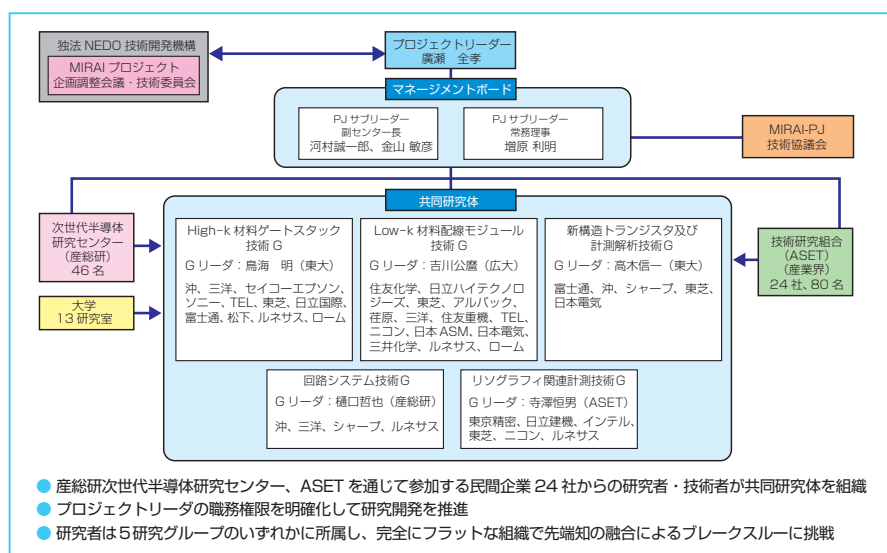 独法 NEDO 技術開発機構
MIRAI プロジェクト
企画調整会議・技術委員会
プロジェクトリーダー
廣瀬 全孝
マネージメントボード
PJ サブリーダー
副センター長
河村誠一郎、金山 敏彦
PJ サブリーダー
常務理事
増原 利明
MIRAI-PJ
技術協議会
共同研究体
次世代半導体
研究センター
(産総研)
46 名
大学
13 研究室
High-k 材料ゲートスタック
技術 G
G リーダ:鳥海 明(東大)
沖、三洋、セイコーエプソン、
ソニー、TEL、東芝、日立国際、
富士通、松下、ルネサス、ローム
Low-k 材料配線モジュール
技術 G
G リーダ:吉川公麿(広大)
住友化学、日立ハイテクノロ
ジーズ、東芝、アルバック、
荏原、三洋、住友重機、TEL、
ニコン、日本 ASM、日本電気、
三井化学、ルネサス、ローム
新構造トランジスタ及び
計測解析技術 G
G リーダ:高木信一(東大)
富士通、沖、シャープ、東芝、
日本電気
技術研究組合
(ASET)
(産業界)
24 社、80 名
回路システム技術 G
G リーダ:樋口哲也(産総研)
沖、三洋、シャープ、ルネサス
リソグラフィ関連計測技術 G
G リーダ:寺澤恒男(ASET)
東京精密、日立建機、インテル、
東芝、ニコン、ルネサス
● 産総研次世代半導体研究センター、ASET を通じて参加する民間企業 24 社からの研究者・技術者が共同研究体を組織
● プロジェクトリーダの職務権限を明確化して研究開発を推進
● 研究者は 5 研究グループのいずれかに所属し、完全にフラットな組織で先端知の融合によるブレークスルーに挑戦